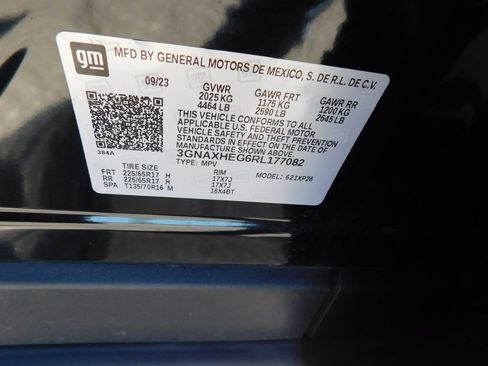 gm
MFD BY GENERAL MOTORS DE MEXICO, S. DE R.L. DE C.V.
09/23 GVWR GAWR FRT GAWR RR
2025 KG 1175 KG 1200 KG
4464 LB 2590 LB 2645 LB
THIS VEHICLE CONFORMS TO ALL APPLICABLE
U.S. FEDERAL MOTOR VEHICLE SAFETY
STANDARDS IN EFFECT ON THE DATE OF
MANUFACTURE SHOWN ABOVE.
3GNAXHEG6RL177082
TYPE: MPV MODEL: 621XP26
384A
TIRE SIZE RIM
FRT 225/65R17 H 17X7J
RR 225/65R17 H 17X7J
SPA T135/70R16 M 16X4BT